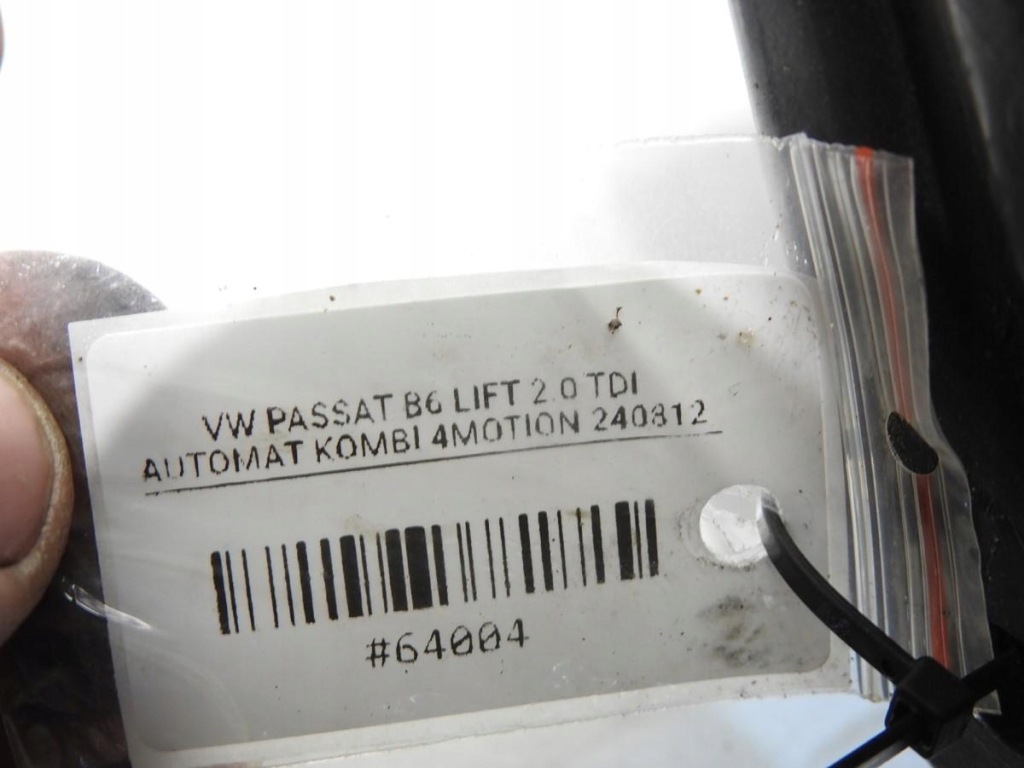 VW PASSAT B6 LIFT 2.0 TDI
AUTOMAT KOMBI 4MOTION 240812
#64004